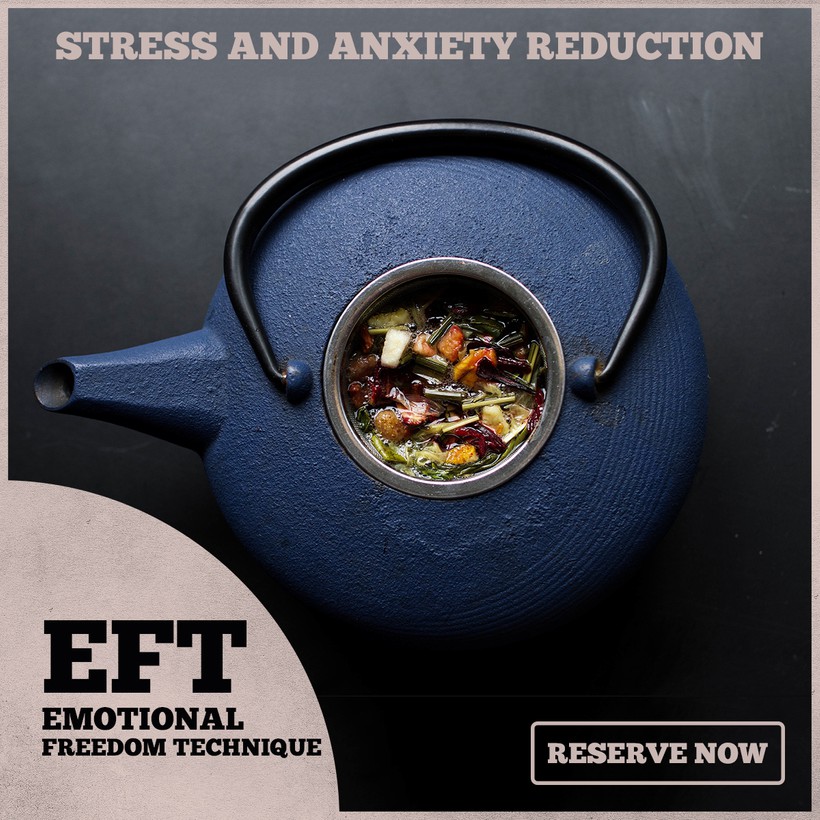 STRESS AND ANXIETY REDUCTION
EFT
EMOTIONAL
FREEDOM TECHNIQUE
RESERVE NOW